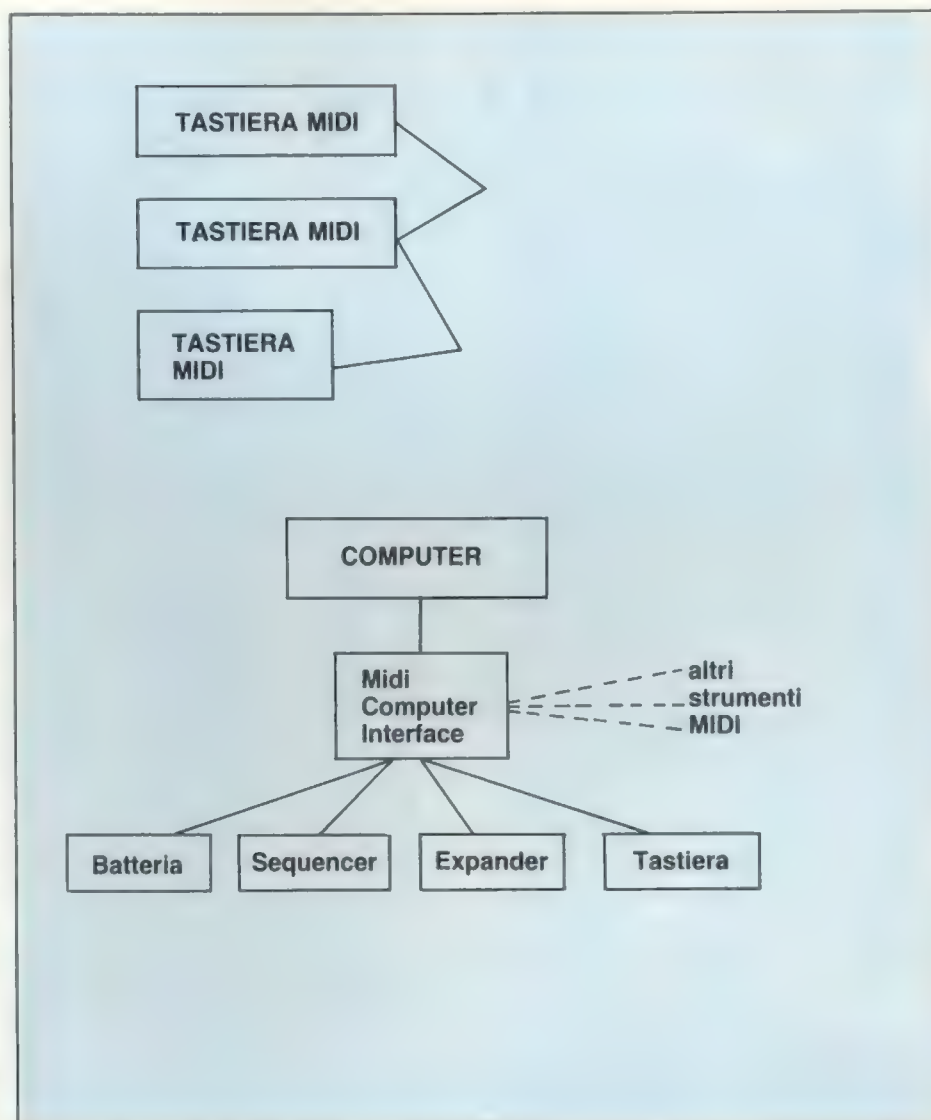 TASTIERA MIDI
TASTIERA MIDI
TASTIERA
MIDI
COMPUTER
Midi
Computer
Interface
altri
strumenti
MIDI
Batteria
Sequencer
Expander
Tastiera